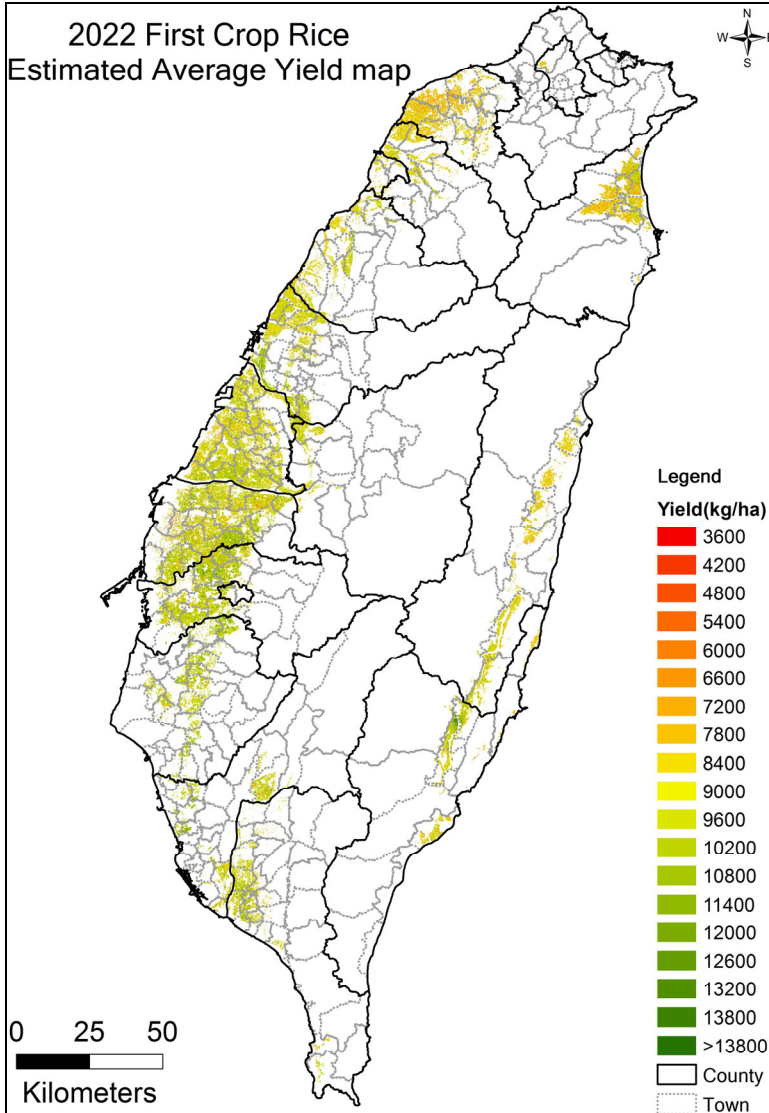 2022 First Crop Rice
Estimated Average Yield map
N
W E
S
Legend
Yield(kg/ha)
3600
4200
4800
5400
6000
6600
7200
7800
8400
9000
9600
10200
10800
11400
12000
12600
13200
13800
>13800
County
Town
0 25 50
Kilometers